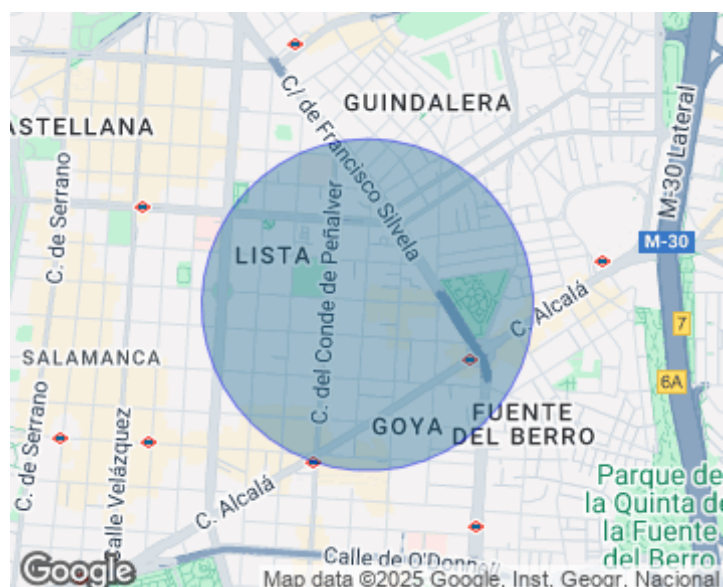 GUINDALERA
C/ de Francisco Silvela
ASTELLANA
C. de Serrano
C. del Conde de Peñalver
M-30 Lateral
M-30
LISTA
C. Alcalá
7
SALAMANCA
6A
C. de Serrano
Calle Velázquez
GOYA
FUENTE
DEL BERRO
C. Alcalá
Parque de
la Quinta de
la Fuente
del Berro
Calle de O'Donnell
Google
Map data ©2025 Google, Inst. Geogr. Nacional